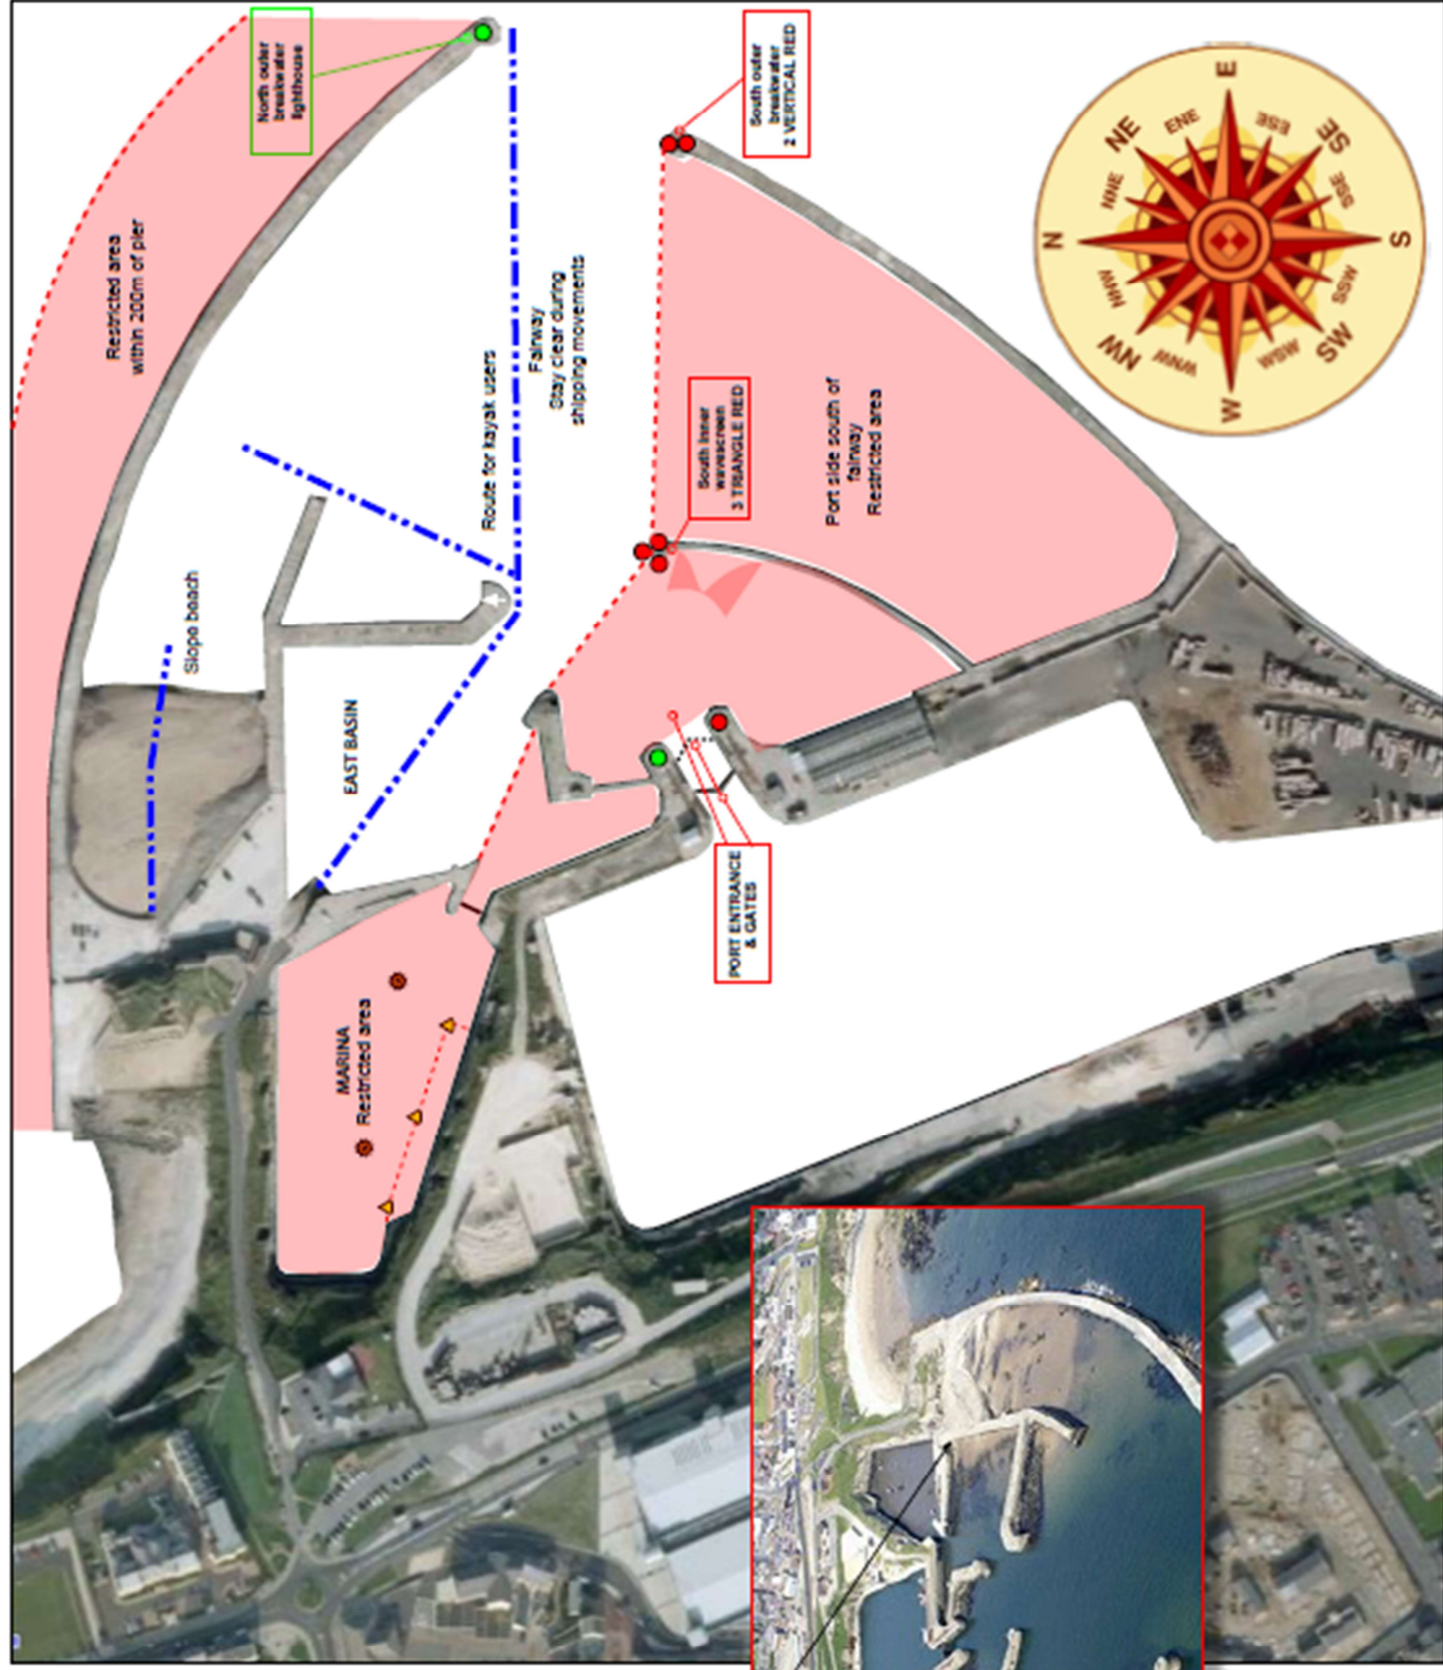 North outer
breakwater
lighthouse
South outer
breakwater
2 VERTICAL RED
Restricted area
within 200m of pier
Route for kayak users
Fairway
Stay clear during
shipping movements
South inner
wavescreen
3 TRIANGLE RED
Port side south of
fairway
Restricted area
Slope beach
EAST BASIN
PORT ENTRANCE
& GATES
MARINA
Restricted area
N
NNE
NE
ENE
E
ESE
SE
SSE
S
SSW
SW
WSW
W
WNW
NW
NNW